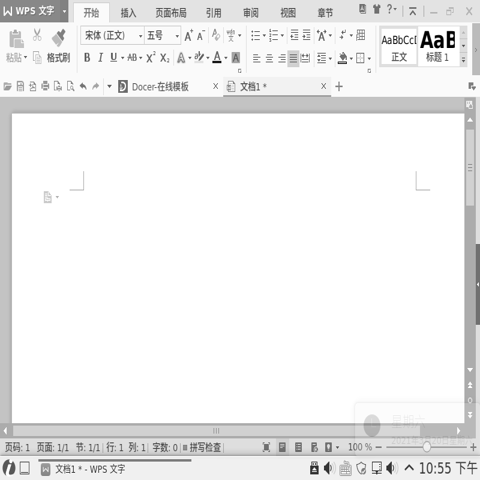 WPS 文字 开始 插入 页面布局 引用 审阅 视图 章节
粘贴 格式刷 宋体 (正文) 五号 AaBbCcD 正文 AaB 标题 1
Docer-在线模板 文档1 *
星期六
页码: 1 页面: 1/1 节: 1/1 行: 1 列: 1 字数: 0 拼写检查 100 %
文档1 * - WPS 文字 10:55 下午